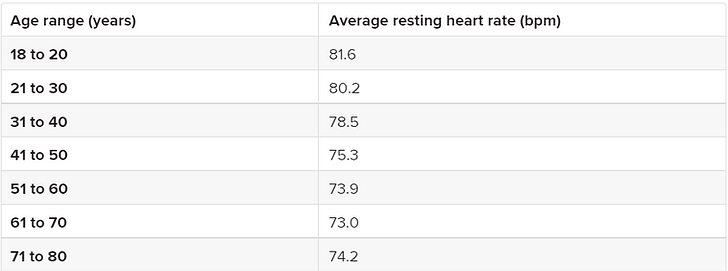 Age range (years) Average resting heart rate (bpm)
18 to 20 81.6
21 to 30 80.2
31 to 40 78.5
41 to 50 75.3
51 to 60 73.9
61 to 70 73.0
71 to 80 74.2